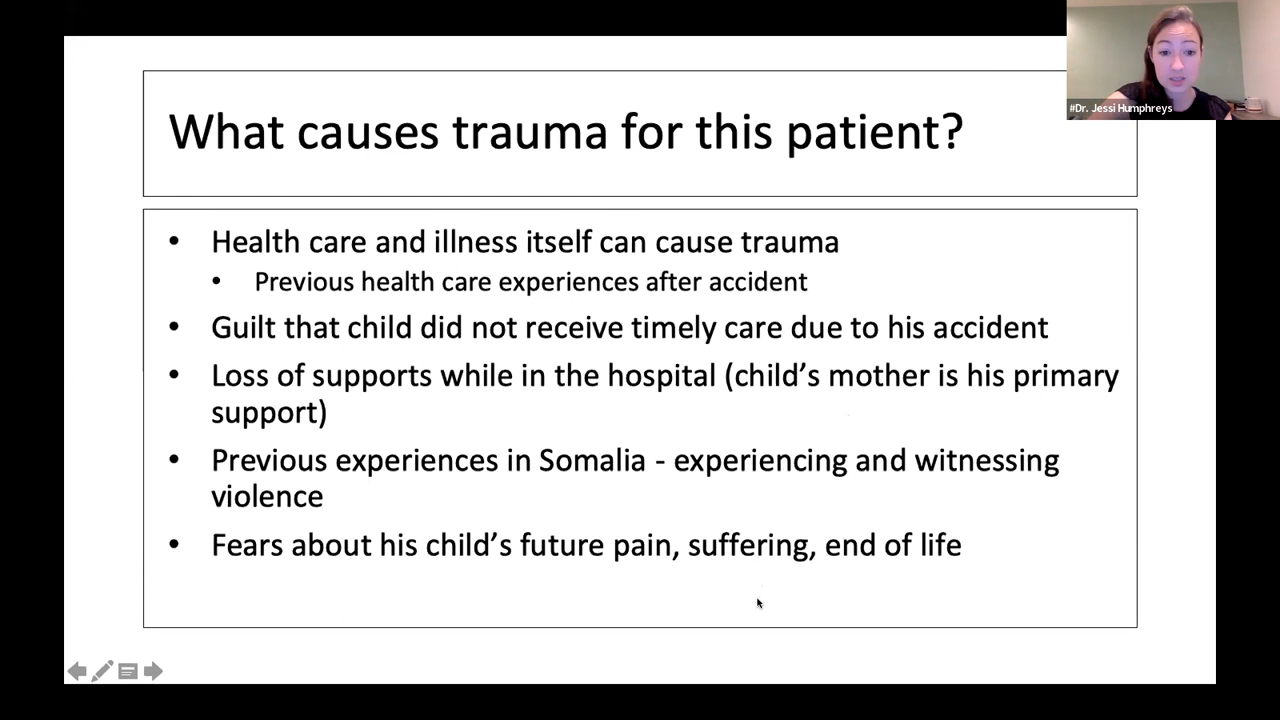 #Dr. Jessi Humphreys
What causes trauma for this patient?
• Health care and illness itself can cause trauma
• Previous health care experiences after accident
• Guilt that child did not receive timely care due to his accident
• Loss of supports while in the hospital (child’s mother is his primary
support)
• Previous experiences in Somalia - experiencing and witnessing
violence
• Fears about his child’s future pain, suffering, end of life